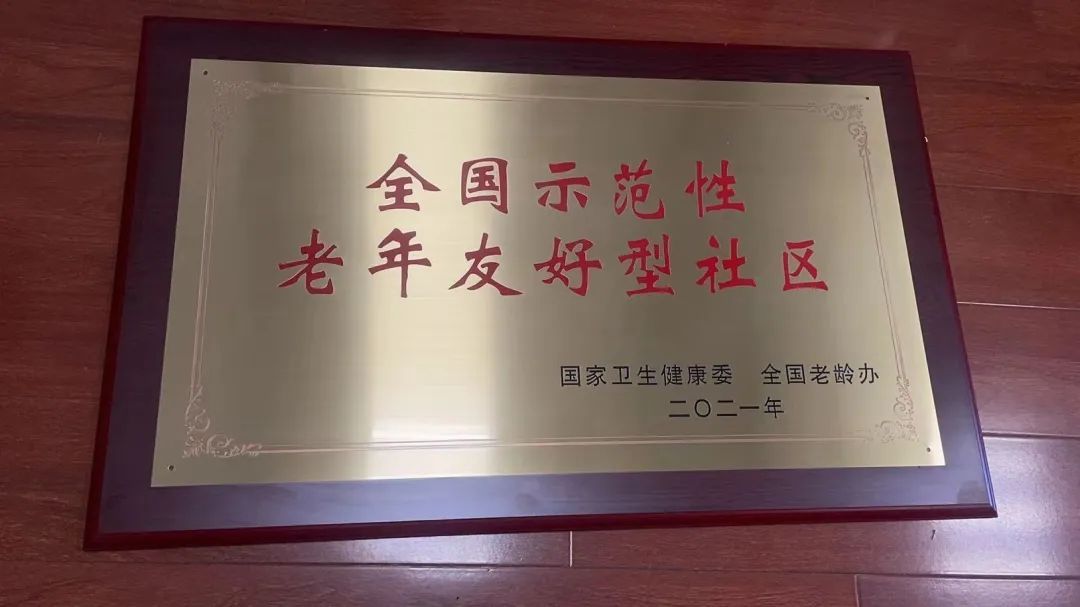 全国示范性
老年友好型社区
国家卫生健康委 全国老龄办
二〇二一年